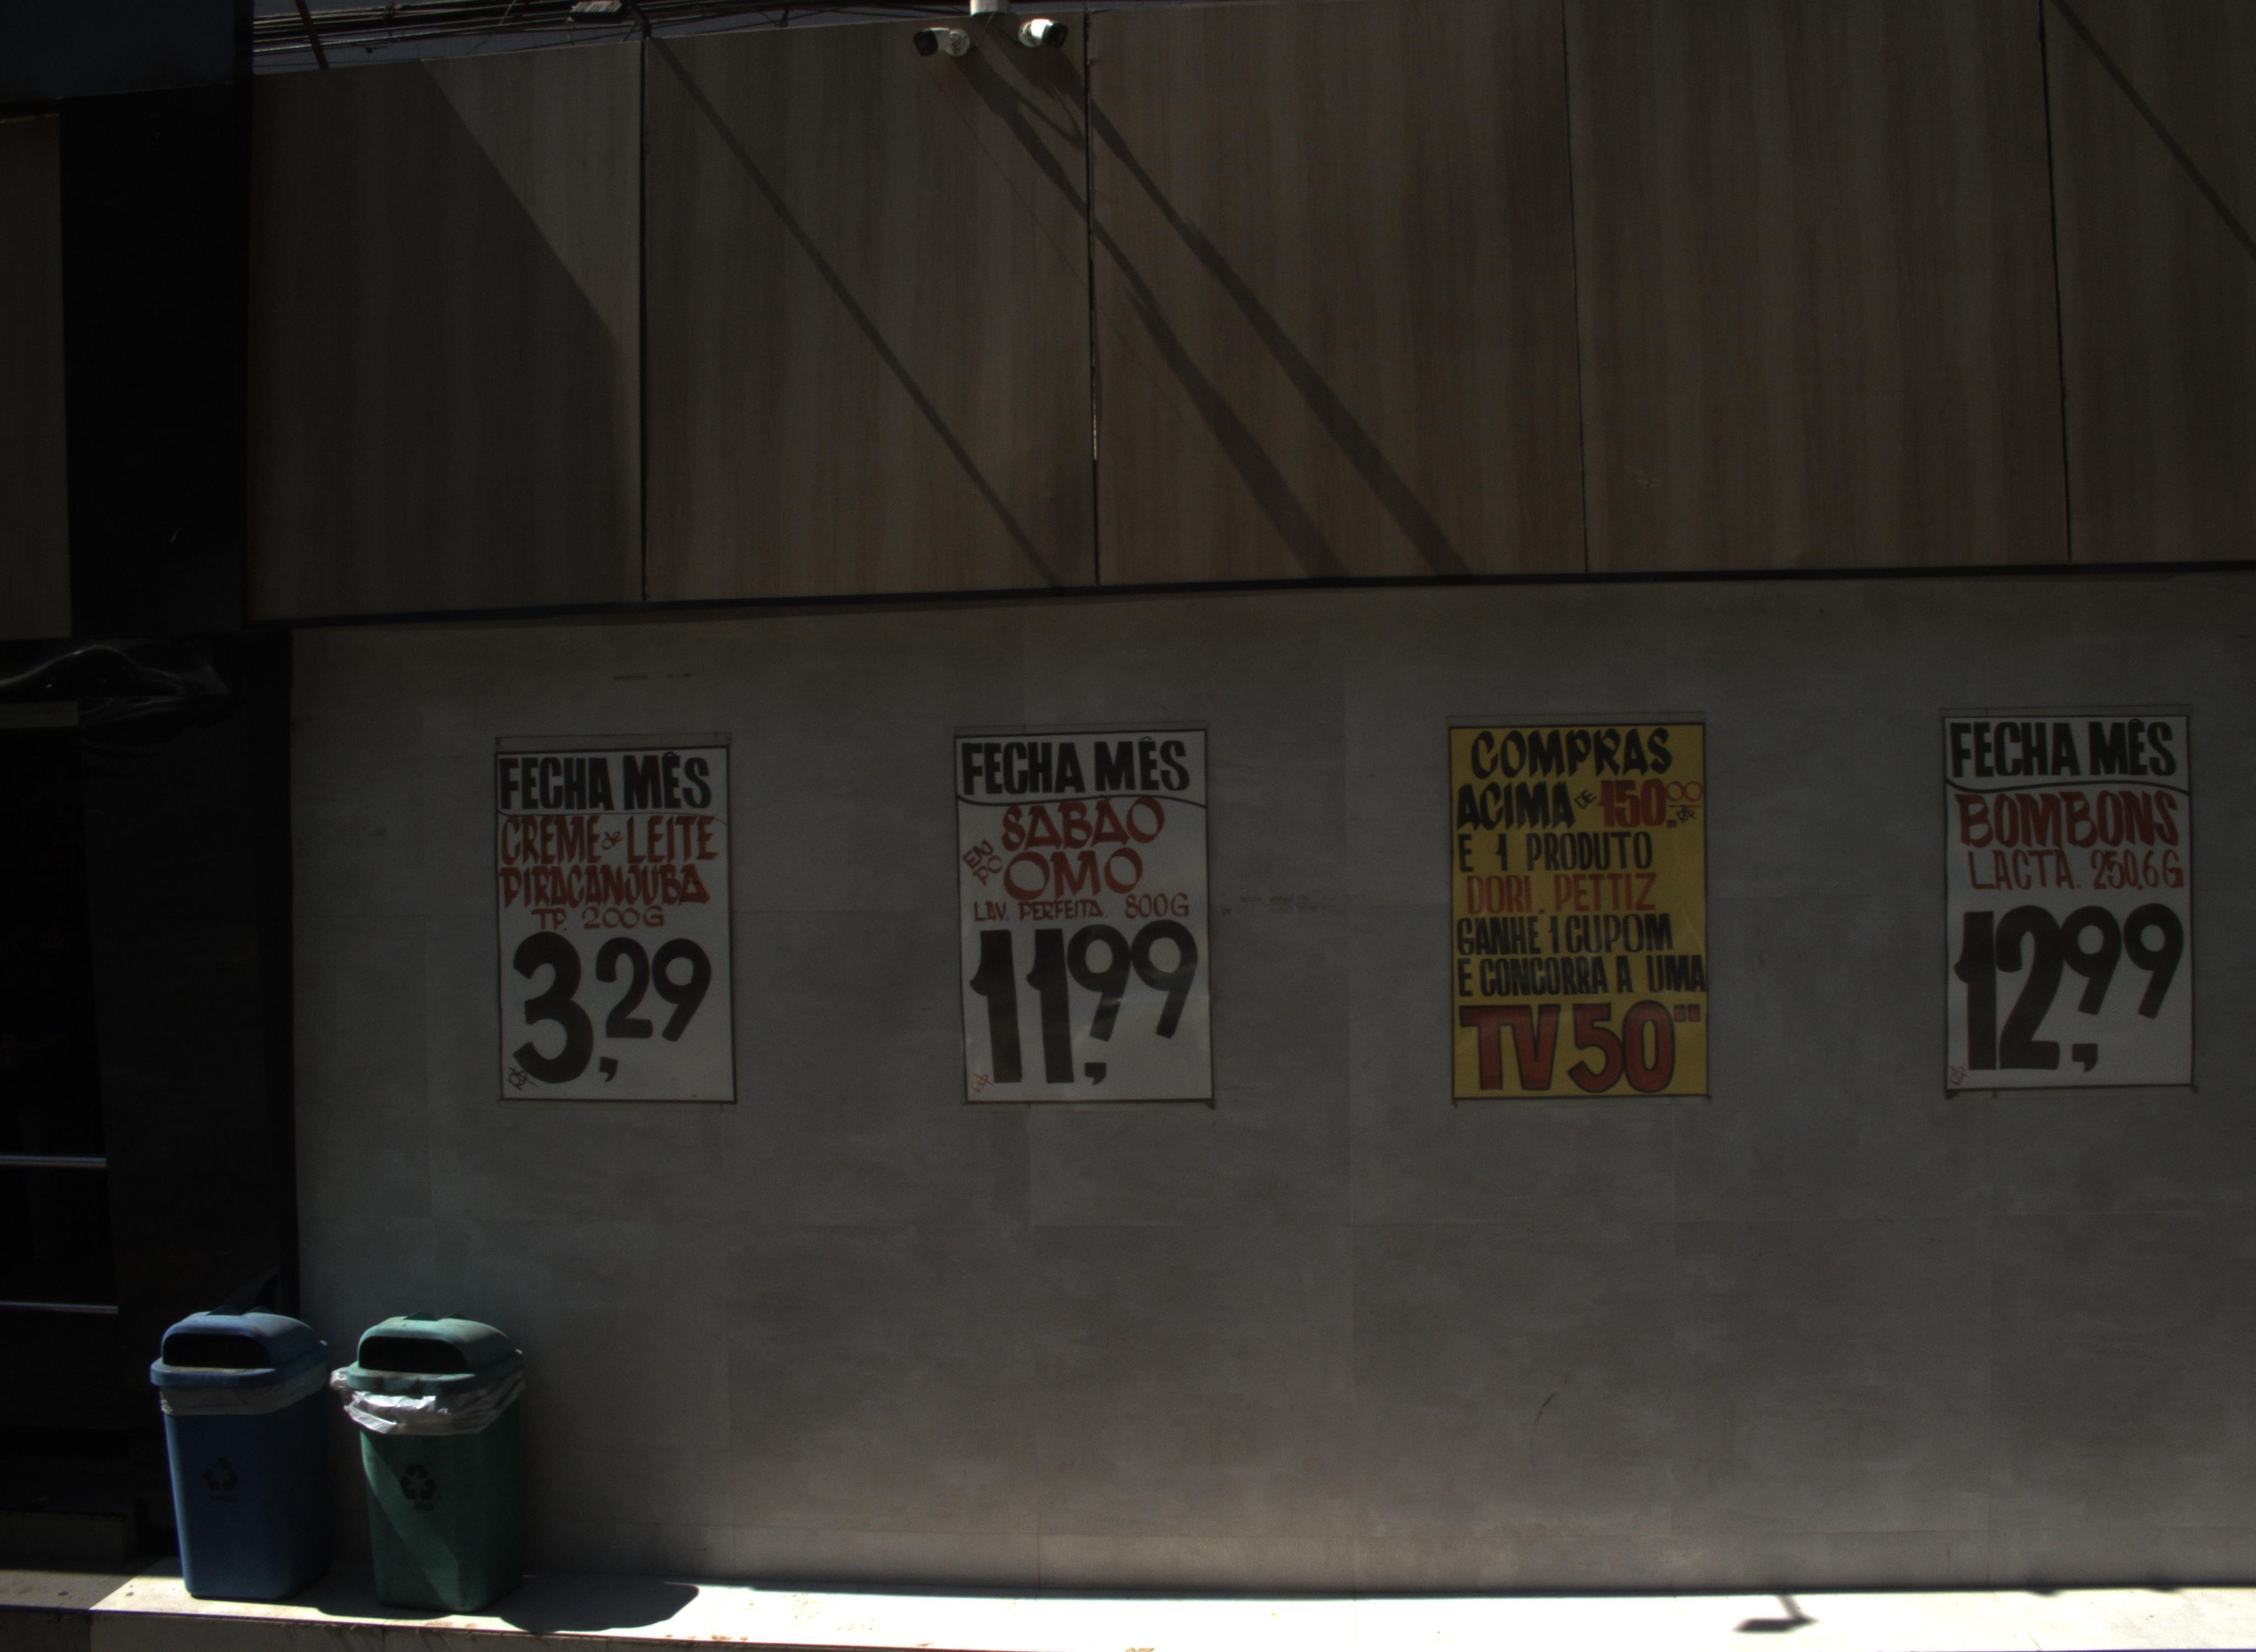 FECHA MÊS
CREME de LEITE
PIRACANJUBA
TP. 200G
3,29
R$
FECHA MÊS
EM PÓ
SABAO
OMO
LAV. PERFEITA. 800G
11,99
R$
COMPRAS
ACIMA DE 150,00 R$
E 1 PRODUTO
DORI. PETTIZ
GANHE 1 CUPOM
E CONCORRA A UMA
TV 50"
FECHA MÊS
BOMBONS
LACTA. 250,6G
12,99
R$